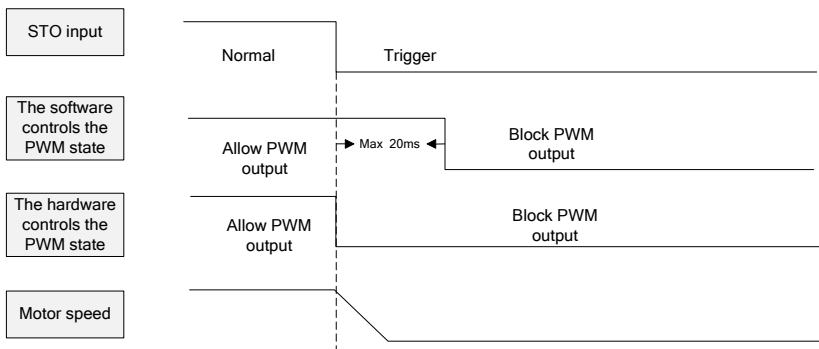 STO input
Normal
Trigger
The software
controls the
PWM state
Allow PWM
output
Max 20ms
Block PWM
output
The hardware
controls the
PWM state
Allow PWM
output
Block PWM
output
Motor speed